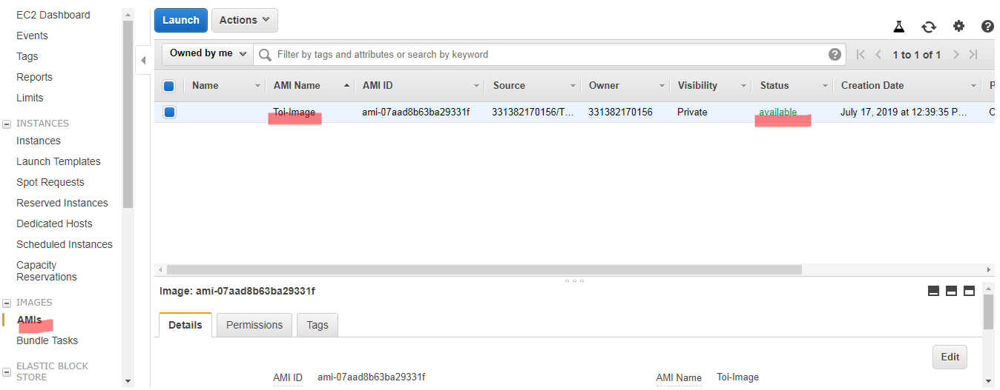 EC2 Dashboard
Events
Tags
Reports
Limits
INSTANCES
Instances
Launch Templates
Spot Requests
Reserved Instances
Dedicated Hosts
Scheduled Instances
Capacity
Reservations
IMAGES
AMIs
Bundle Tasks
ELASTIC BLOCK
STORE
Launch Actions
Owned by me Filter by tags and attributes or search by keyword 1 to 1 of 1
Name AMI Name AMI ID Source Owner Visibility Status Creation Date P
Toi-Image ami-07aad8b63ba29331f 331382170156/T... 331382170156 Private available July 17, 2019 at 12:39:35 P...
Image: ami-07aad8b63ba29331f
Details Permissions Tags
Edit
AMI ID ami-07aad8b63ba29331f AMI Name Toi-Image